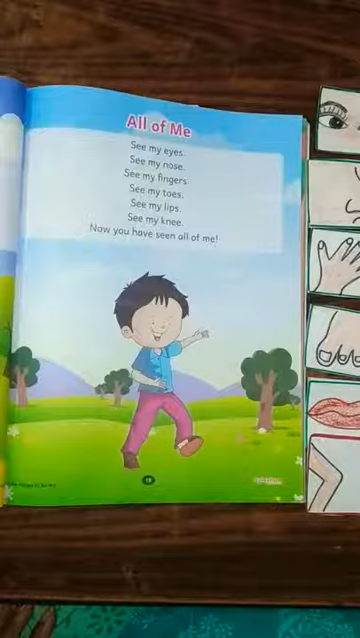 All of Me
See my eyes.
See my nose.
See my fingers.
See my toes.
See my lips.
See my knee.
Now you have seen all of me!